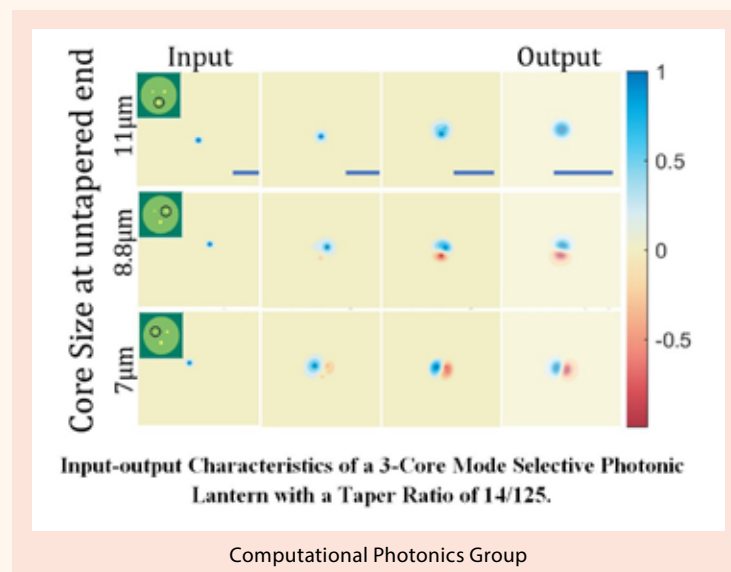 Input
Output
Core Size at untapered end
11μm
8.8μm
7μm
1
0.5
0
-0.5
Input-output Characteristics of a 3-Core Mode Selective Photonic
Lantern with a Taper Ratio of 14/125.
Computational Photonics Group